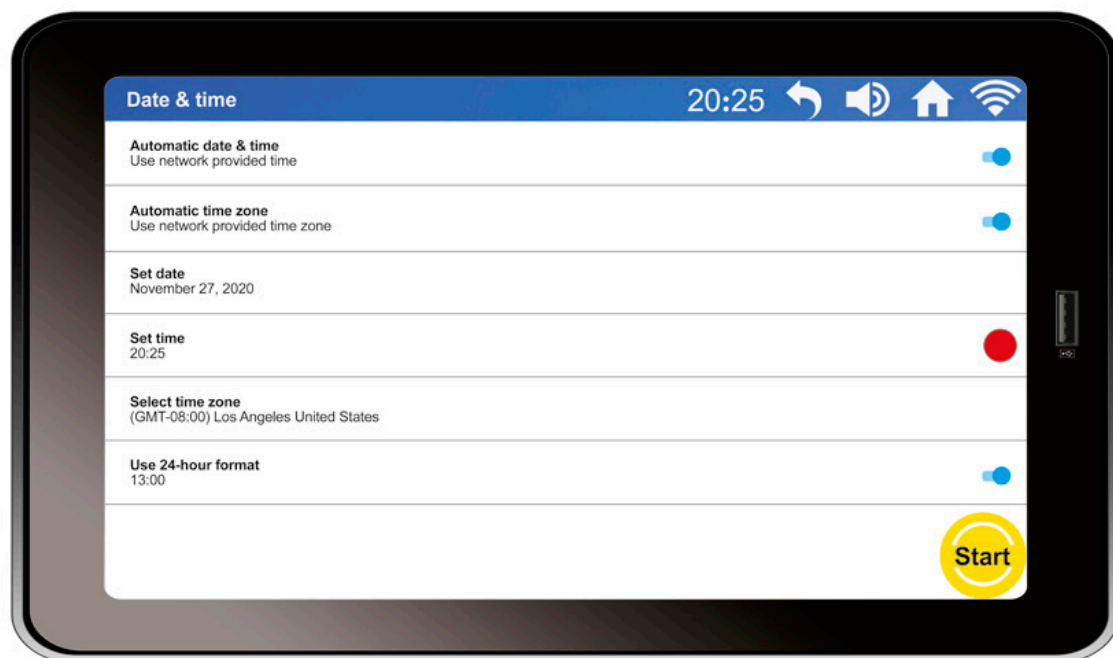 Date & time
20:25
Automatic date & time
Use network provided time
Automatic time zone
Use network provided time zone
Set date
November 27, 2020
Set time
20:25
Select time zone
(GMT-08:00) Los Angeles United States
Use 24-hour format
13:00
Start